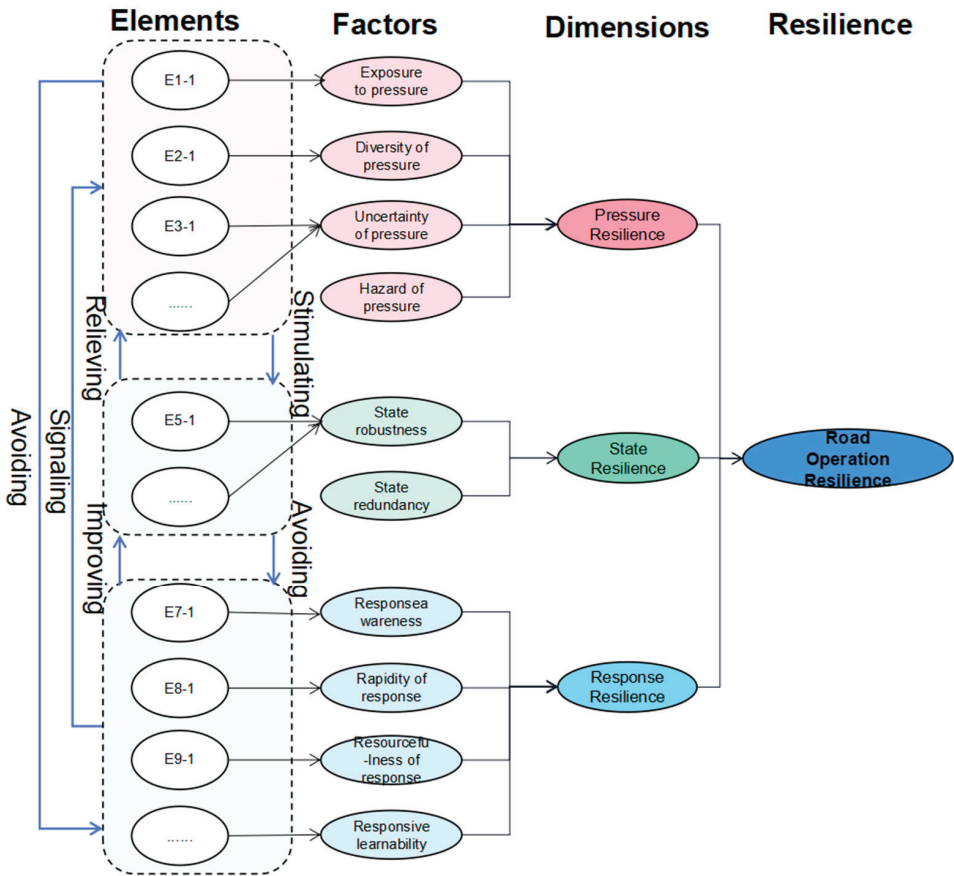 Elements
Factors
Dimensions
Resilience
E1-1
E2-1
E3-1
......
Exposure
to pressure
Diversity of
pressure
Uncertainty
of pressure
Hazard of
pressure
Pressure
Resilience
Relieving
Stimulating
Avoiding
Signaling
E5-1
......
State
robustness
State
redundancy
State
Resilience
Road
Operation
Resilience
Improving
Avoiding
E7-1
E8-1
E9-1
......
Responsea
wareness
Rapidity of
response
Resourcefu
-lness of
response
Responsive
learnability
Response
Resilience